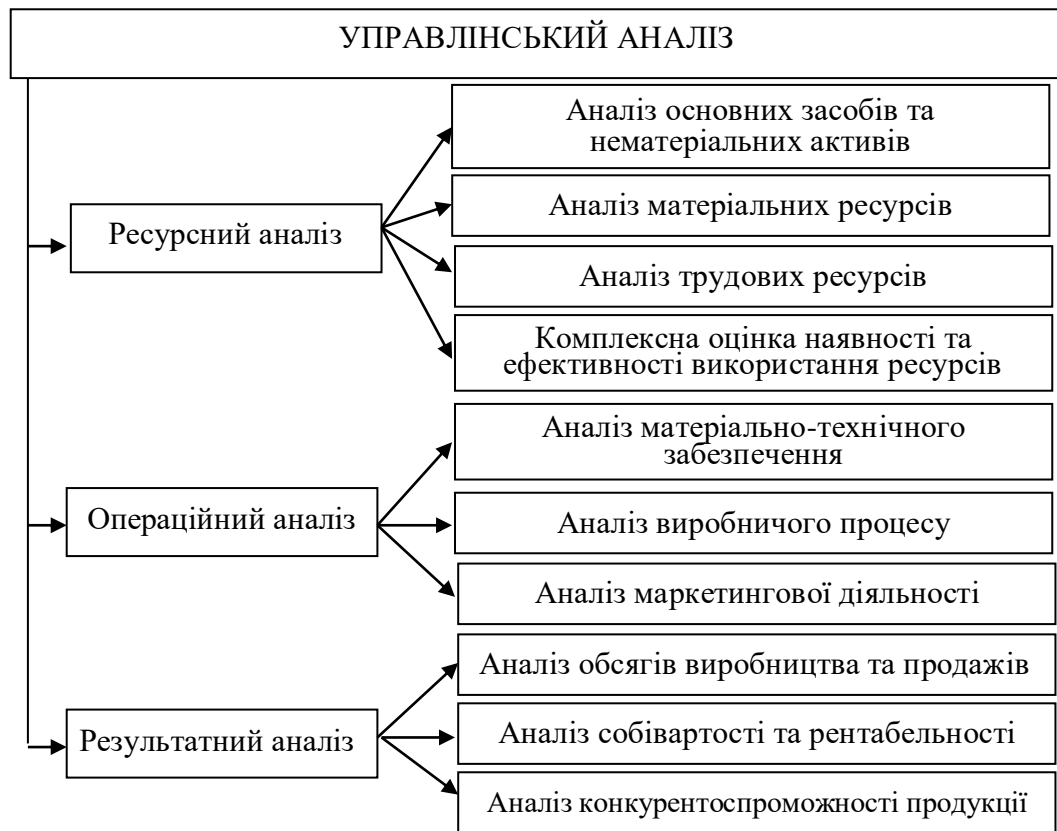 УПРАВЛІНСЬКИЙ АНАЛІЗ
Ресурсний аналіз
Аналіз основних засобів та
нематеріальних активів
Аналіз матеріальних ресурсів
Аналіз трудових ресурсів
Комплексна оцінка наявності та
ефективності використання ресурсів
Операційний аналіз
Аналіз матеріально-технічного
забезпечення
Аналіз виробничого процесу
Аналіз маркетингової діяльності
Результатний аналіз
Аналіз обсягів виробництва та продажів
Аналіз собівартості та рентабельності
Аналіз конкурентоспроможності продукції